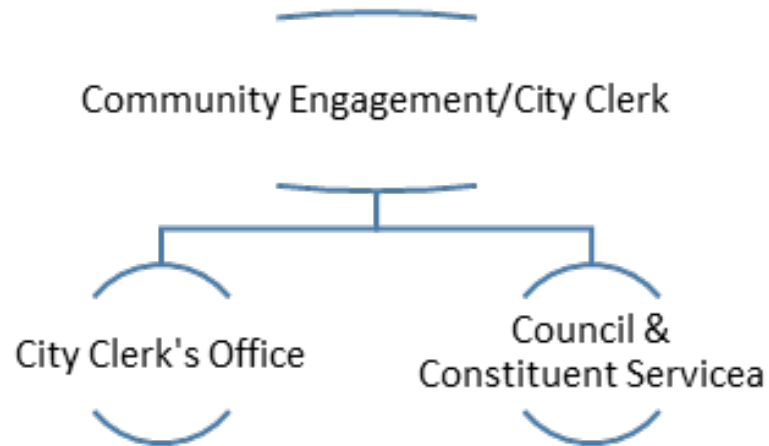 Community Engagement/City Clerk
City Clerk's Office
Council &
Constituent Servicea